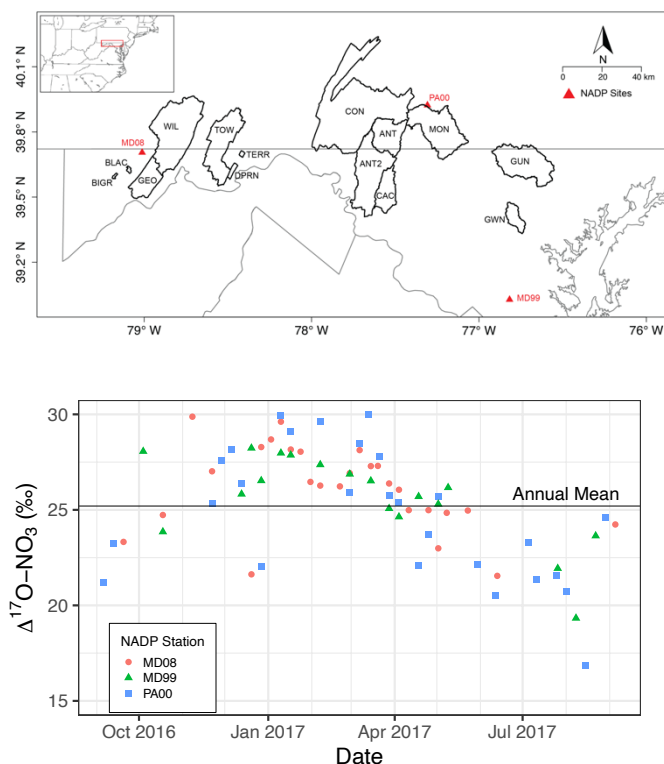 40.1° N
39.8° N
39.5° N
39.2° N
N
0 20 40 km
NADP Sites
PA00
MD08
MD99
WIL
TOW
CON
ANT
MON
TERR
BLAC
GEO
DPRN
BIGR
ANT2
CAC
GUN
GWN
79° W
78° W
77° W
76° W
30
25
20
15
Δ¹⁷O−NO₃ (‰)
Annual Mean
NADP Station
MD08
MD99
PA00
Oct 2016
Jan 2017
Apr 2017
Jul 2017
Date